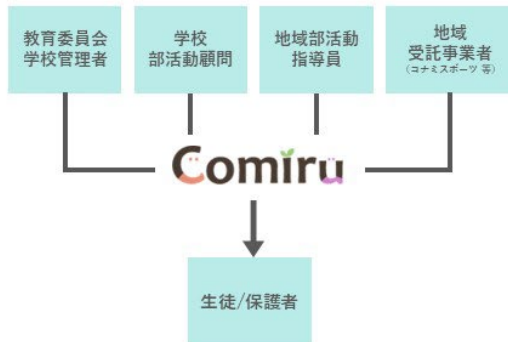 教育委員会
学校管理者
学校
部活動顧問
地域部活動
指導員
地域
受託事業者
(コナミスポーツ 等)
Comiru
生徒/保護者